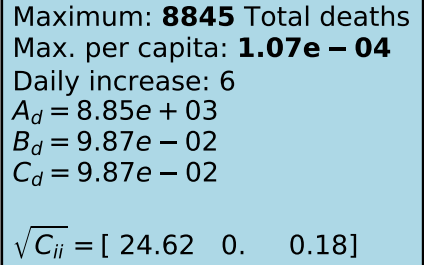 Maximum: 8845 Total deaths
Max. per capita: 1.07e − 04
Daily increase: 6
A_d = 8.85e + 03
B_d = 9.87e − 02
C_d = 9.87e − 02
√C_ii = [ 24.62 0. 0.18]